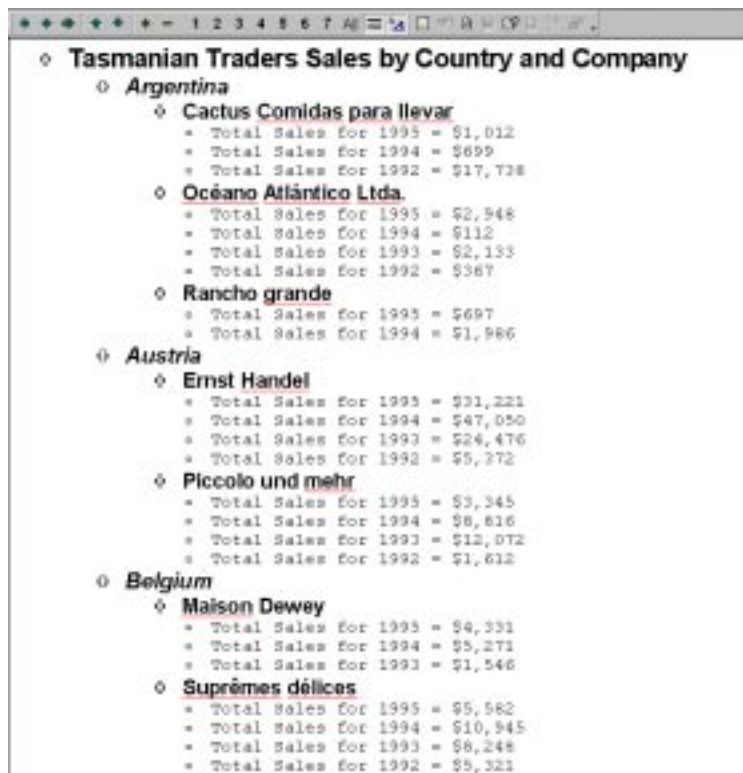 1 2 3 4 5 6 7 All
Tasmanian Traders Sales by Country and Company
Argentina
Cactus Comidas para llevar
Total Sales for 1995 = $1,012
Total Sales for 1994 = $699
Total Sales for 1992 = $17,738
Océano Atlántico Ltda.
Total Sales for 1995 = $2,948
Total Sales for 1994 = $112
Total Sales for 1993 = $2,133
Total Sales for 1992 = $367
Rancho grande
Total Sales for 1995 = $697
Total Sales for 1994 = $1,986
Austria
Ernst Handel
Total Sales for 1995 = $31,221
Total Sales for 1994 = $47,050
Total Sales for 1993 = $24,476
Total Sales for 1992 = $5,372
Piccolo und mehr
Total Sales for 1995 = $3,345
Total Sales for 1994 =
Total Sales for 1993 = $12,072
Total Sales for 1992 = $1,612
Belgium
Maison Dewey
Total Sales for 1995 = $4,331
Total Sales for 1994 = $5,271
Total Sales for 1993 = $1,546
Suprêmes délices
Total Sales for 1995 = $5,582
Total Sales for 1994 = $10,945
Total Sales for 1993 =
Total Sales for 1992 = $5,321